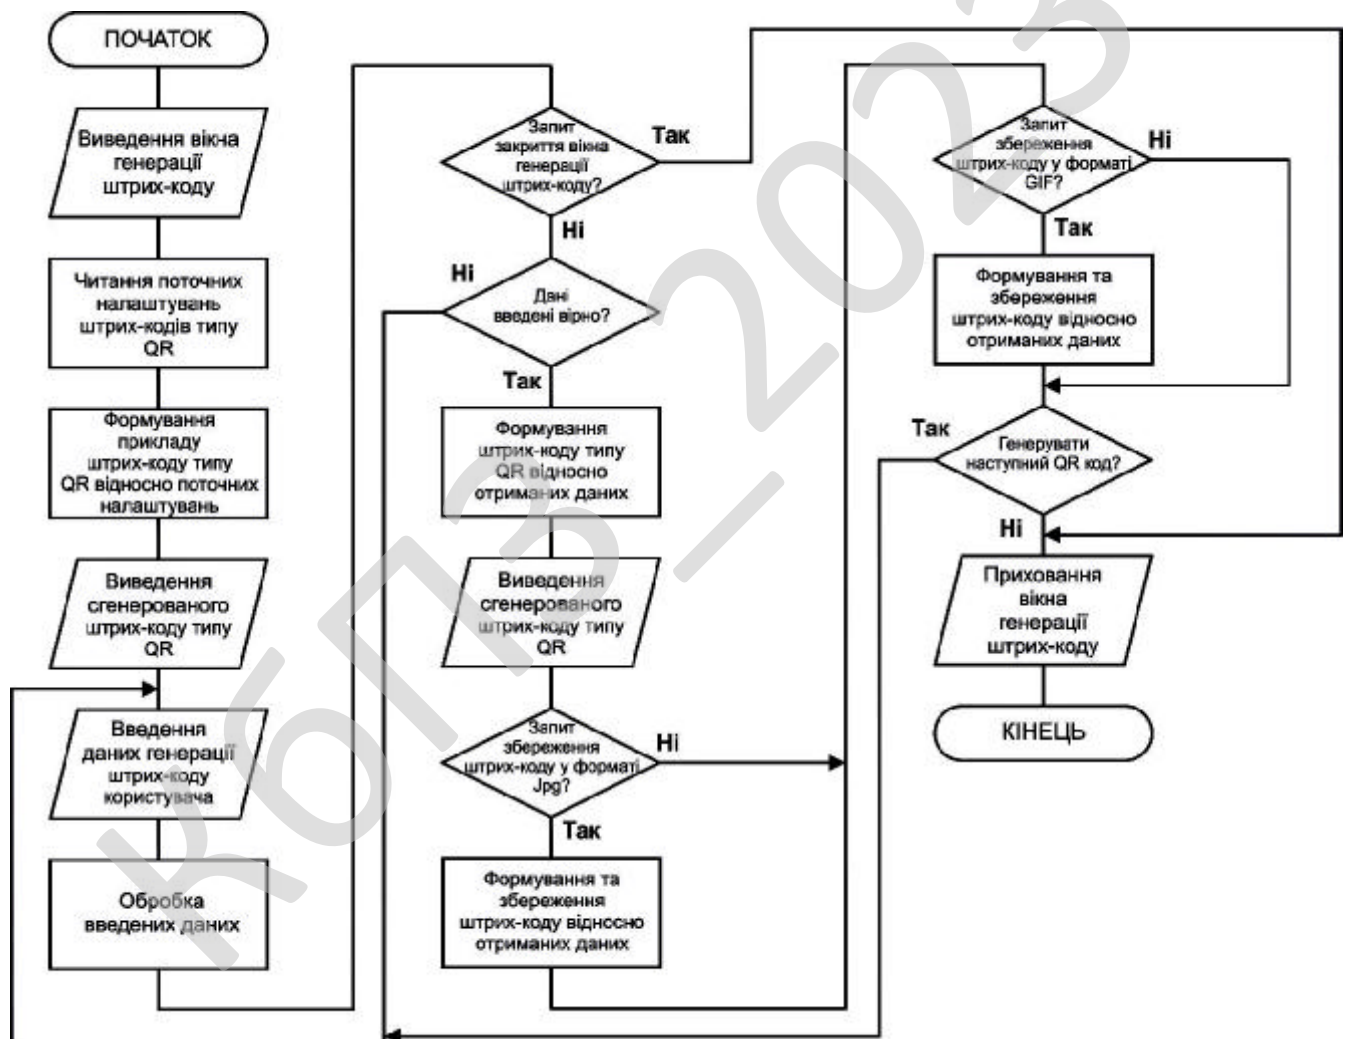 ПОЧАТОК
Виведення вікна
генерації
штрих-коду
Читання поточних
налаштувань
штрих-кодів типу
QR
Формування
прикладу
штрих-коду типу
QR відносно поточних
налаштувань
Виведення
сгенерованого
штрих-коду типу
QR
Введення
даних генерації
штрих-коду
користувача
Обробка
введених даних
Запит
закриття вікна
генерації
штрих-коду?
Так
Ні
Ні
Дані
введені вірно?
Так
Формування
штрих-коду типу
QR відносно
отриманих даних
Виведення
сгенерованого
штрих-коду типу
QR
Запит
збереження
штрих-коду у форматі
Jpg?
Ні
Так
Формування та
збереження
штрих-коду відносно
отриманих даних
Запит
збереження
штрих-коду у форматі
GIF?
Ні
Так
Формування та
збереження
штрих-коду відносно
отриманих даних
Так
Генерувати
наступний QR код?
Ні
Приховання
вікна
генерації
штрих-коду
КІНЕЦЬ
КбПЗ_2023